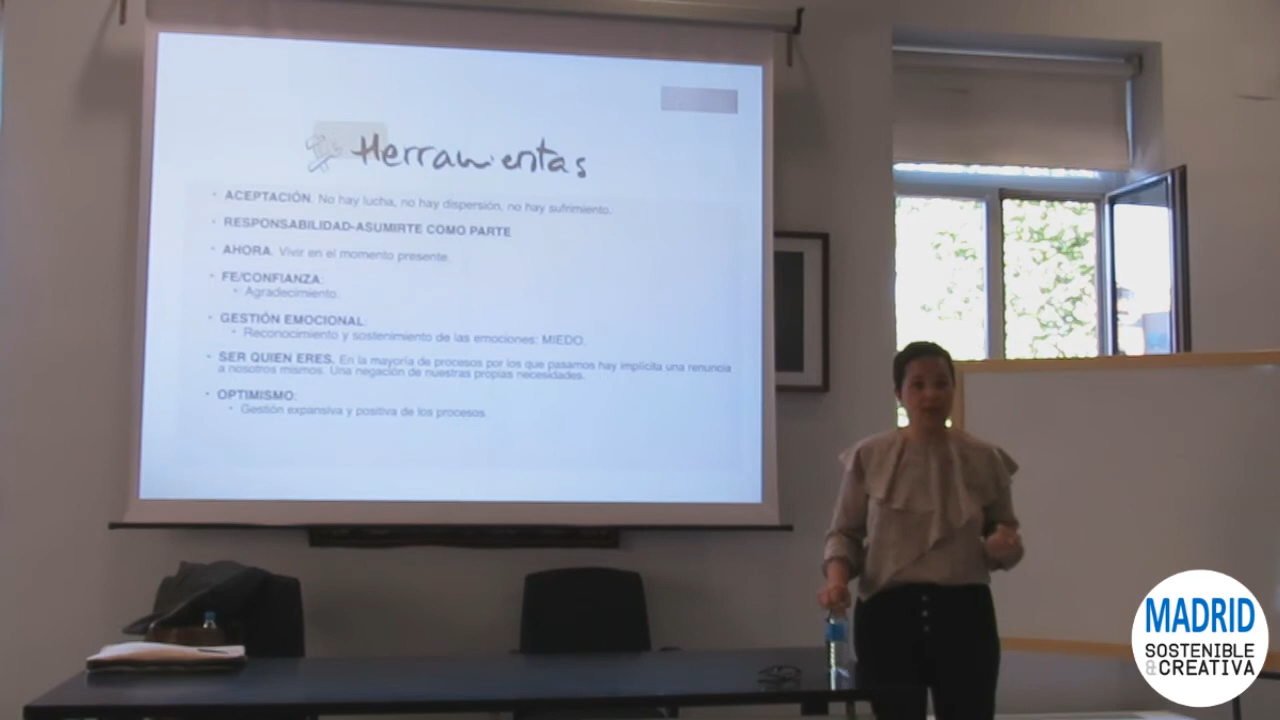 Herramientas
• ACEPTACIÓN. No hay lucha, no hay dispersión, no hay sufrimiento.
• RESPONSABILIDAD-ASUMIRTE COMO PARTE
• AHORA. Vivir en el momento presente.
• FE/CONFIANZA:
• Agradecimiento.
• GESTIÓN EMOCIONAL:
• Reconocimiento y sostenimiento de las emociones: MIEDO.
• SER QUIEN ERES. En la mayoría de procesos por los que pasamos hay implícita una renuncia
a nosotros mismos. Una negación de nuestras propias necesidades.
• OPTIMISMO:
• Gestión expansiva y positiva de los procesos.
MADRID
SOSTENIBLE
&CREATIVA